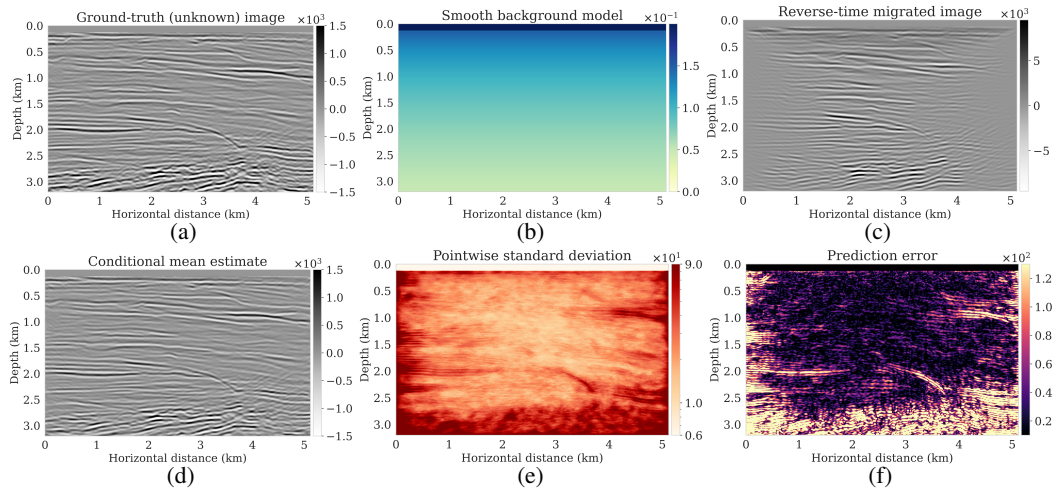 Ground-truth (unknown) image
×10³
0.0
0.5
1.0
1.5
2.0
2.5
3.0
Depth (km)
0 1 2 3 4 5
Horizontal distance (km)
1.5
1.0
0.5
0.0
−0.5
−1.0
−1.5
(a)
Smooth background model
×10⁻¹
0.0
0.5
1.0
1.5
2.0
2.5
3.0
Depth (km)
0 1 2 3 4 5
Horizontal distance (km)
1.5
1.0
0.5
0.0
(b)
Reverse-time migrated image
×10³
0.0
0.5
1.0
1.5
2.0
2.5
3.0
Depth (km)
0 1 2 3 4 5
Horizontal distance (km)
5
0
−5
(c)
Conditional mean estimate
×10³
0.0
0.5
1.0
1.5
2.0
2.5
3.0
Depth (km)
0 1 2 3 4 5
Horizontal distance (km)
1.5
1.0
0.5
0.0
−0.5
−1.0
−1.5
(d)
Pointwise standard deviation
0.0
0.5
1.0
1.5
2.0
2.5
3.0
Depth (km)
0 1 2 3 4 5
Horizontal distance (km)
9.0
×10¹
1.0
0.6
(e)
Prediction error
×10²
0.0
0.5
1.0
1.5
2.0
2.5
3.0
Depth (km)
0 1 2 3 4 5
Horizontal distance (km)
1.2
1.0
0.8
0.6
0.4
0.2
(f)